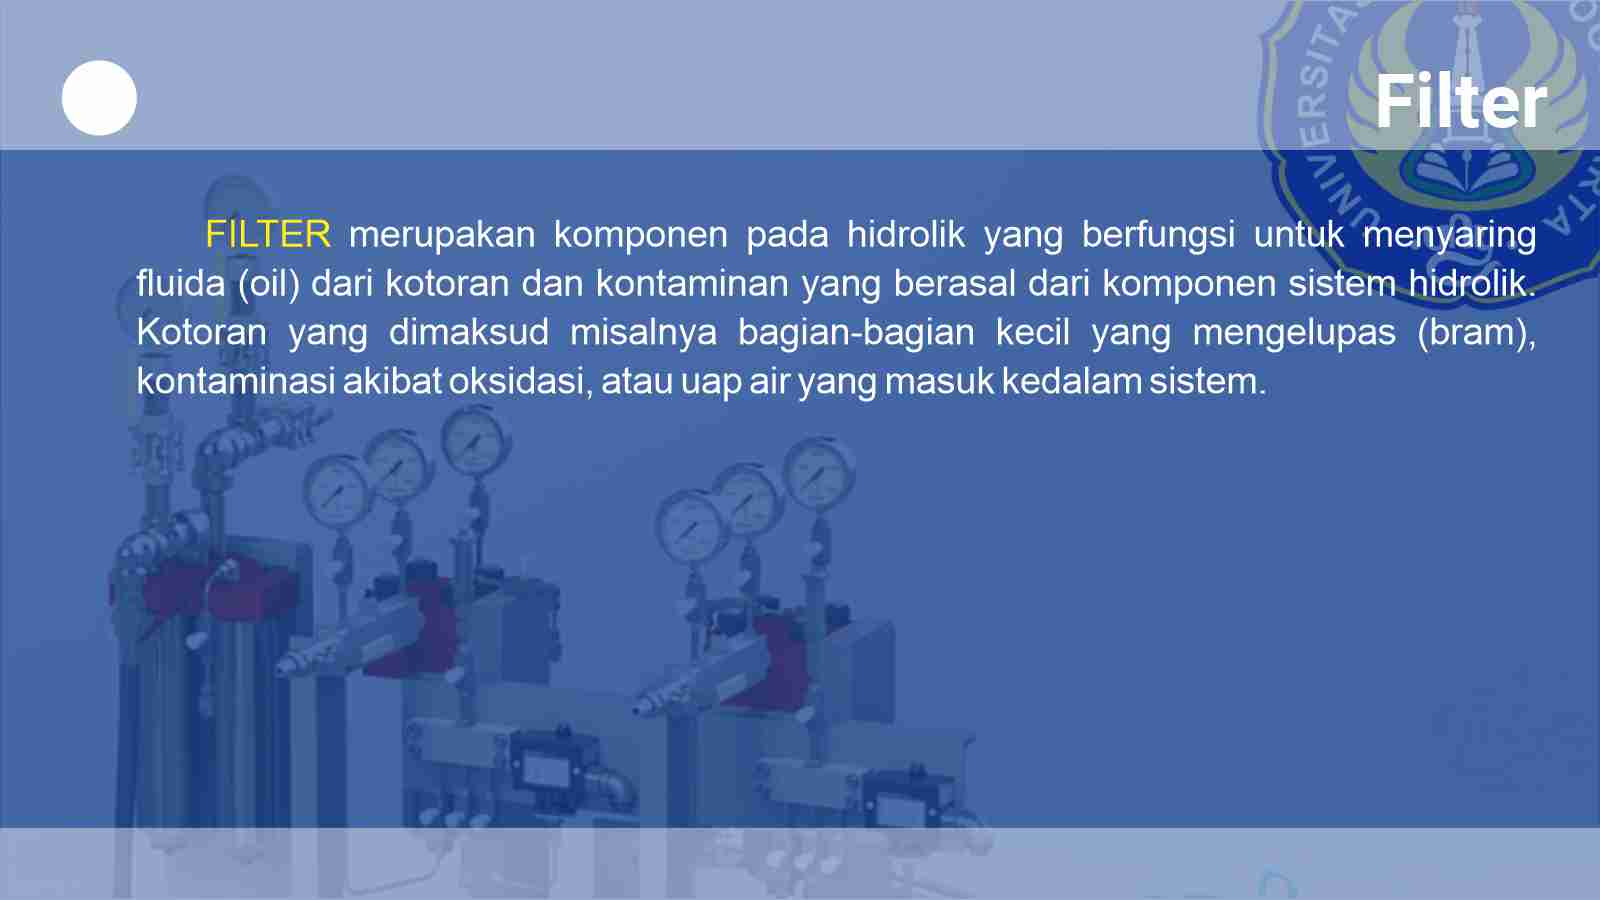 Filter
FILTER merupakan komponen pada hidrolik yang berfungsi untuk menyaring
fluida (oil) dari kotoran dan kontaminan yang berasal dari komponen sistem hidrolik.
Kotoran yang dimaksud misalnya bagian-bagian kecil yang mengelupas (bram),
kontaminasi akibat oksidasi, atau uap air yang masuk kedalam sistem.